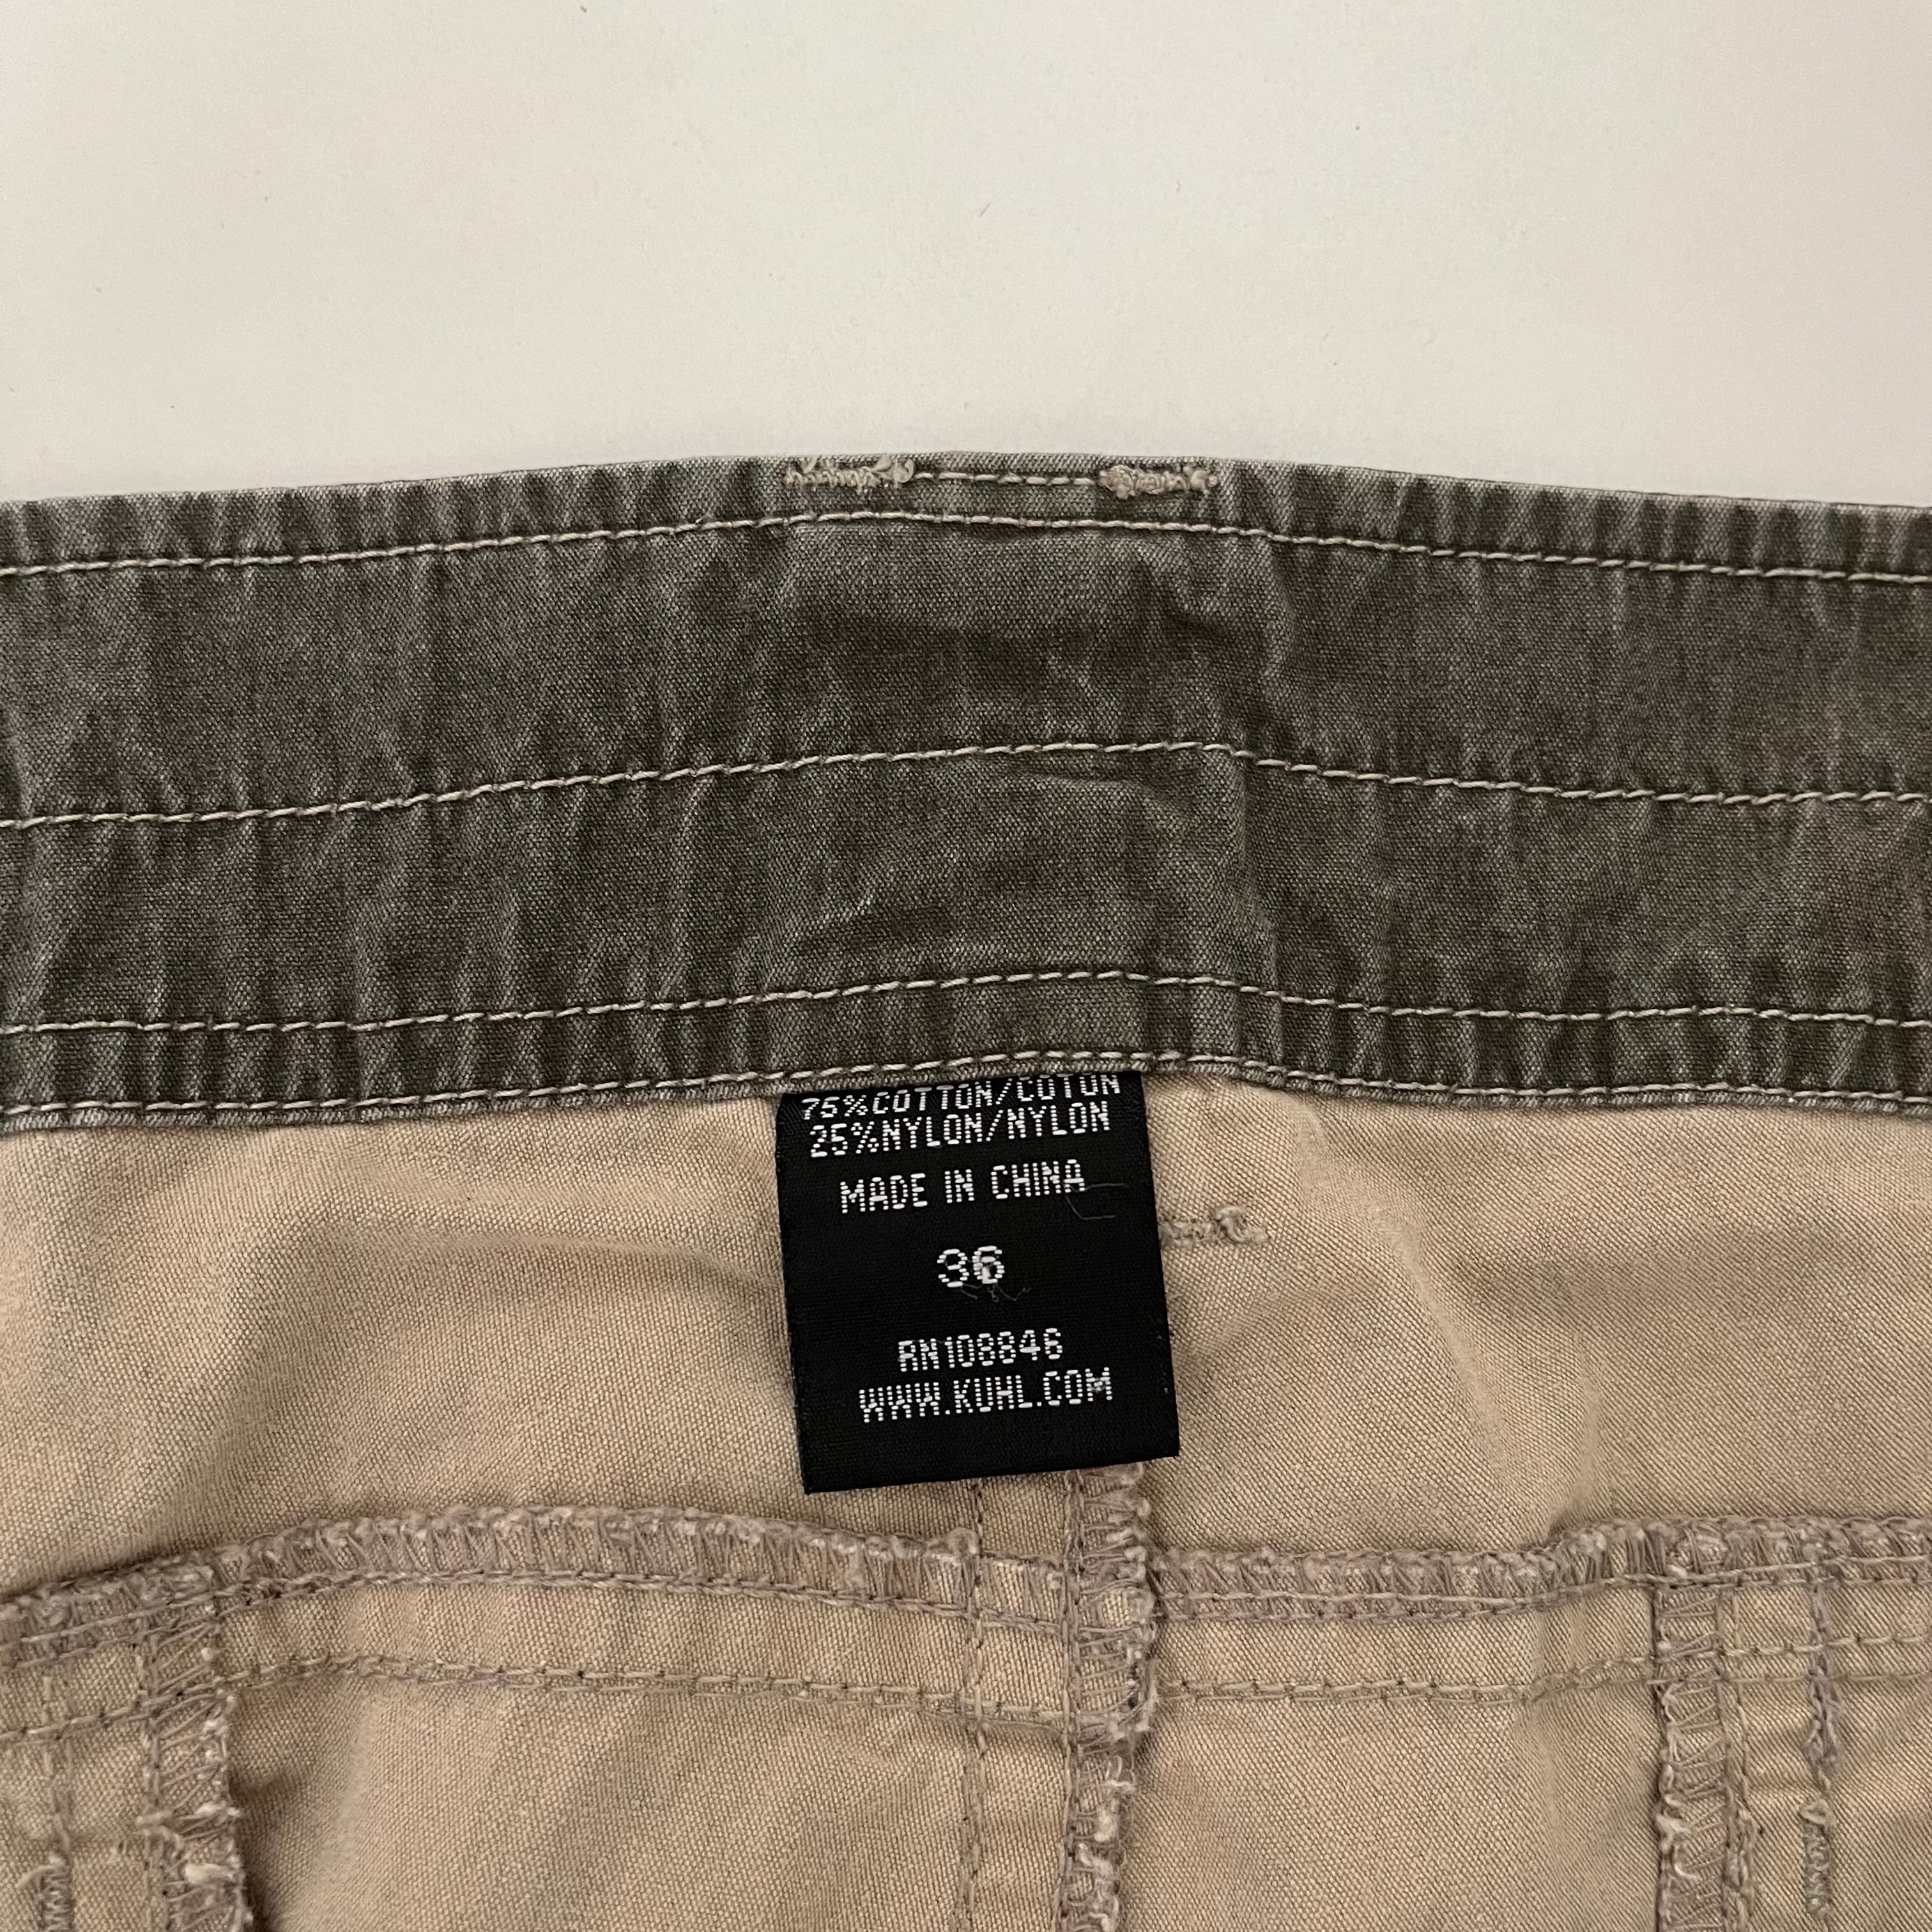 75%COTTON/COTON
25%NYLON/NYLON
MADE IN CHINA
36
RN108846
WWW.KUHL.COM